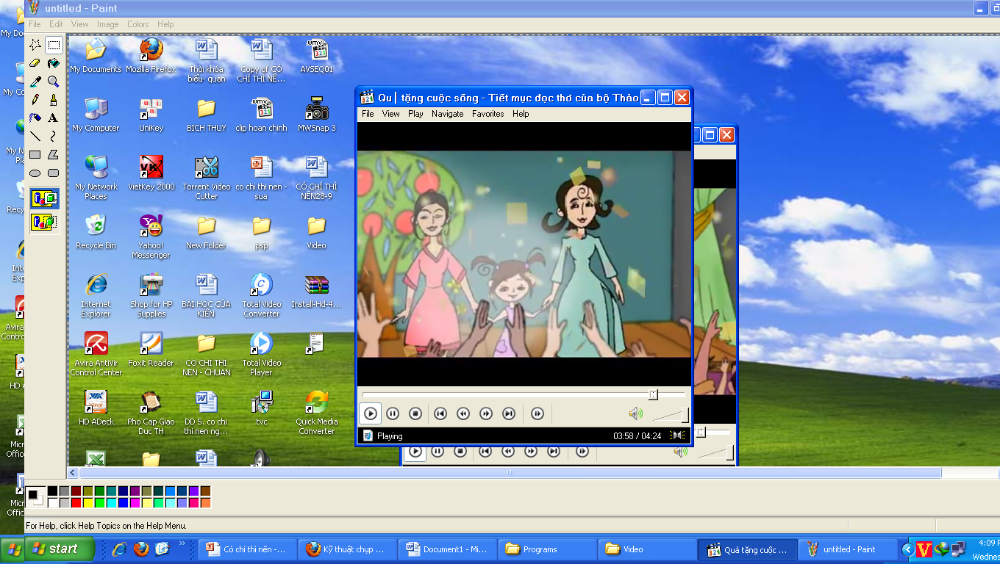 untitled - Paint
File Edit View Image Colors Help
My Documents
Mozilla Firefox
Thời khóa
biểu- quan
Copy of CÓ
CHÍ THÌ NÊ...
AVSEQ01
My Computer
UniKey
BICH THUY
clip hoan chinh
MWSnap 3
My Network
Places
VietKey 2000
Torrent Video
Cutter
co chi thi nen -
sua
CÓ CHÍ THÌ
NÊN28-9
Recycle Bin
Yahoo!
Messenger
New Folder
psp
Video
Internet
Explorer
Shop for HP
Supplies
BÀI HỌC CỦA
KIẾN
Total Video
Converter
Install-Hd-4...
Avira AntiVir
Control Center
Foxit Reader
CO CHI THI
NEN - CHUAN
Total Video
Player
HD ADeck
Pho Cap Giao
Duc TH
DD 5. co chi
thi nen ng...
tvc
Quick Media
Converter
Qu| tặng cuộc sống - Tiết mục đọc thơ của bộ Thảo
File View Play Navigate Favorites Help
Playing
03:58 / 04:24
For Help, click Help Topics on the Help Menu.
start
Có chí thì nên -...
Kỹ thuật chụp ...
Document1 - Mi...
Programs
Video
Quà tặng cuộc ...
untitled - Paint
4:09
Wednes